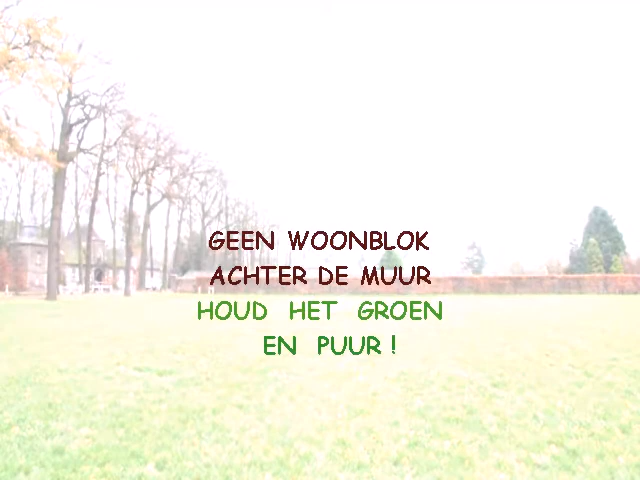 GEEN WOONBLOK
ACHTER DE MUUR
HOUD HET GROEN
EN PUUR !